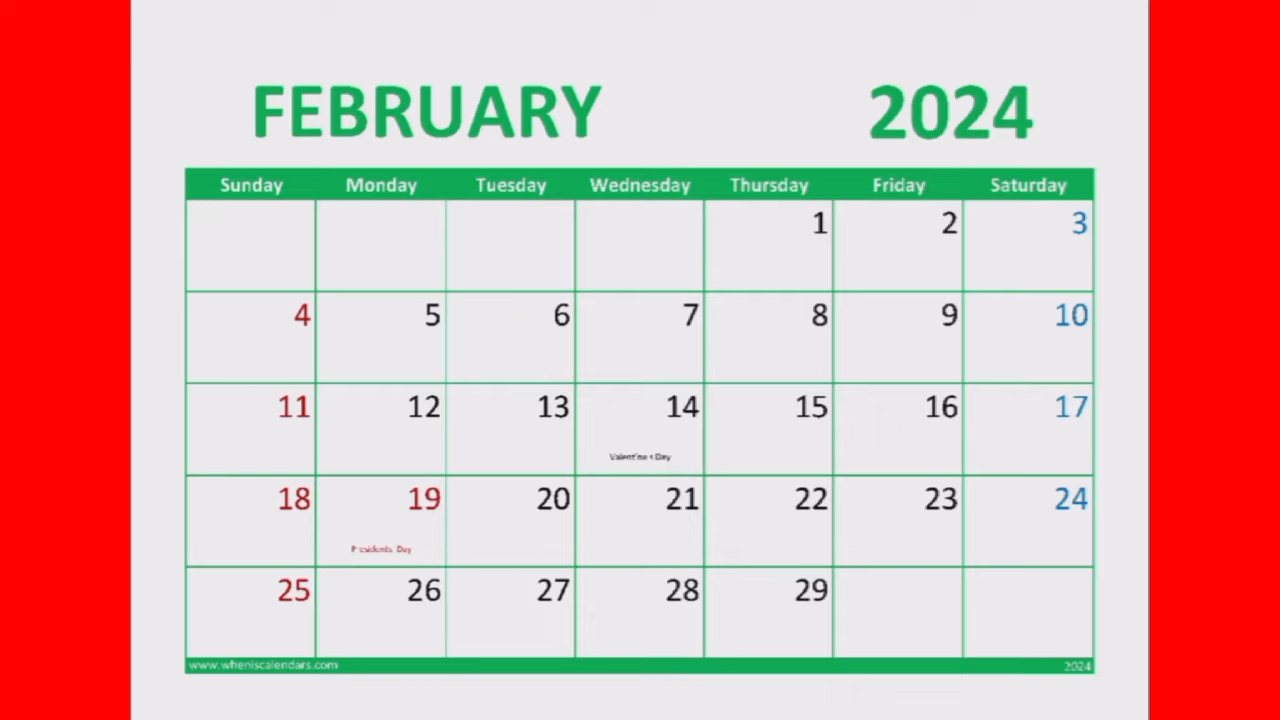 FEBRUARY 2024
Sunday Monday Tuesday Wednesday Thursday Friday Saturday
1 2 3
4 5 6 7 8 9 10
11 12 13 14 15 16 17
Valentine's Day
18 19 20 21 22 23 24
Presidents' Day
25 26 27 28 29
www.wheniscalendars.com 2024